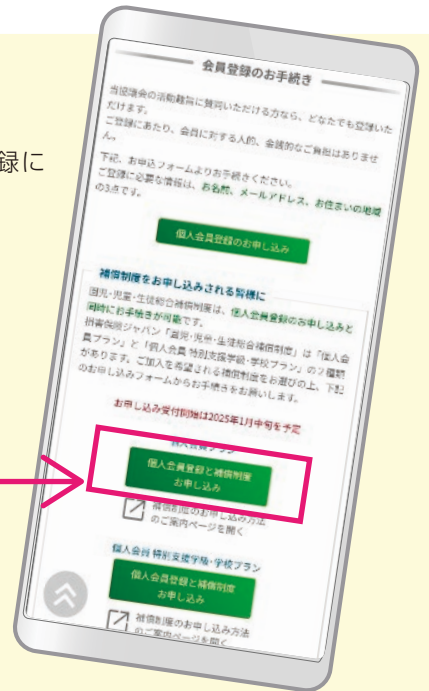 録に
会員登録のお手続き
当協議会の活動趣旨に賛同いただける方なら、どなたでも登録いた
だけます。
ご登録にあたり、会員に対する人的、金銭的なご負担はありませ
ん。
下記、お申込フォームよりお手続きください。
ご登録に必要な情報は、お名前、メールアドレス、お住まいの地域
の3点です。
個人会員登録のお申し込み
補償制度をお申し込みされる皆様に
園児・児童・生徒総合補償制度は、個人会員登録のお申し込みと
同時にお手続きが可能です。
損害保険ジャパン「園児・児童・生徒総合補償制度」は「個人会
員プラン」と「個人会員 特別支援学級・学校プラン」の2種類
があります。ご加入を希望される補償制度をお選びの上、下記
のお申し込みフォームからお手続きをお願いします。
お申し込み受付開始は2025年1月中旬を予定
個人会員プラン
個人会員登録と補償制度
お申し込み
補償制度のお申し込み方法
のご案内ページを開く
個人会員 特別支援学級・学校プラン
個人会員登録と補償制度
お申し込み
補償制度のお申し込み方法
のご案内ページを開く